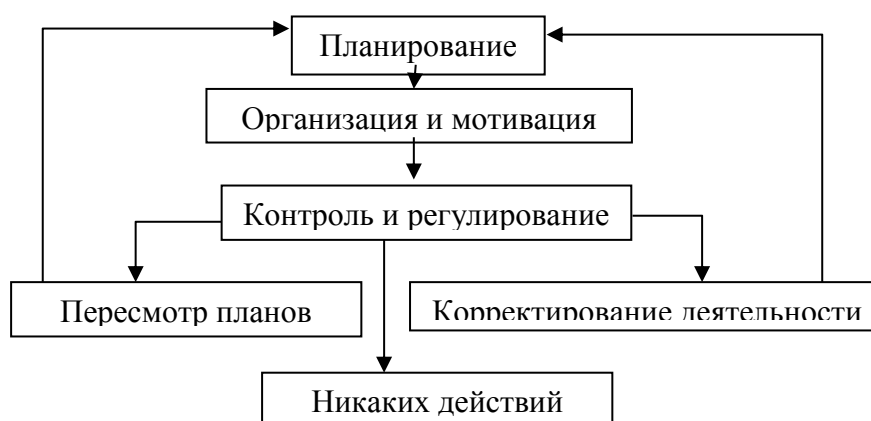 Планирование
Организация и мотивация
Контроль и регулирование
Пересмотр планов
Корректирование деятельности
Никаких действий